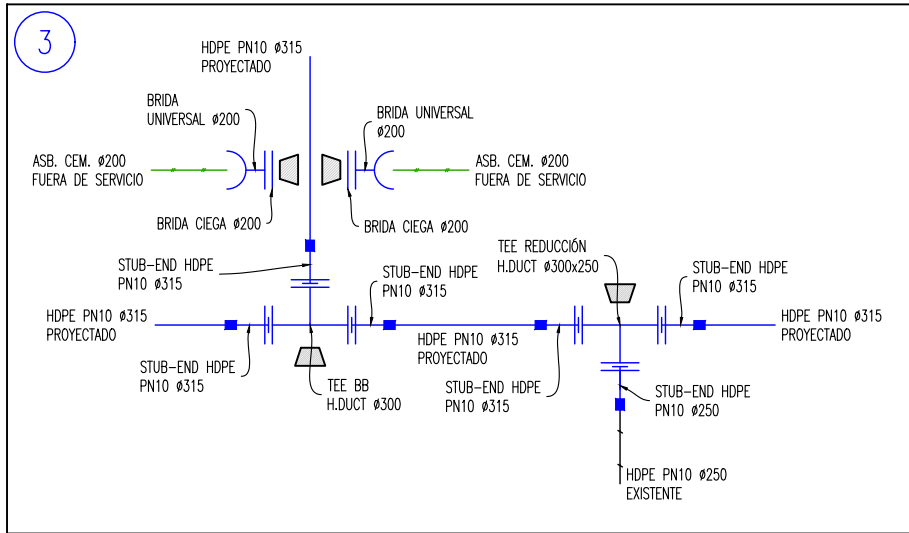 3
HDPE PN10 ø315
PROYECTADO
BRIDA
UNIVERSAL ø200
BRIDA UNIVERSAL
ø200
ASB. CEM. ø200
FUERA DE SERVICIO
ASB. CEM. ø200
FUERA DE SERVICIO
BRIDA CIEGA ø200
BRIDA CIEGA ø200
STUB-END HDPE
PN10 ø315
STUB-END HDPE
PN10 ø315
TEE REDUCCIÓN
H.DUCT ø300x250
STUB-END HDPE
PN10 ø315
HDPE PN10 ø315
PROYECTADO
HDPE PN10 ø315
PROYECTADO
HDPE PN10 ø315
PROYECTADO
STUB-END HDPE
PN10 ø315
TEE BB
H.DUCT ø300
STUB-END HDPE
PN10 ø315
STUB-END HDPE
PN10 ø250
HDPE PN10 ø250
EXISTENTE